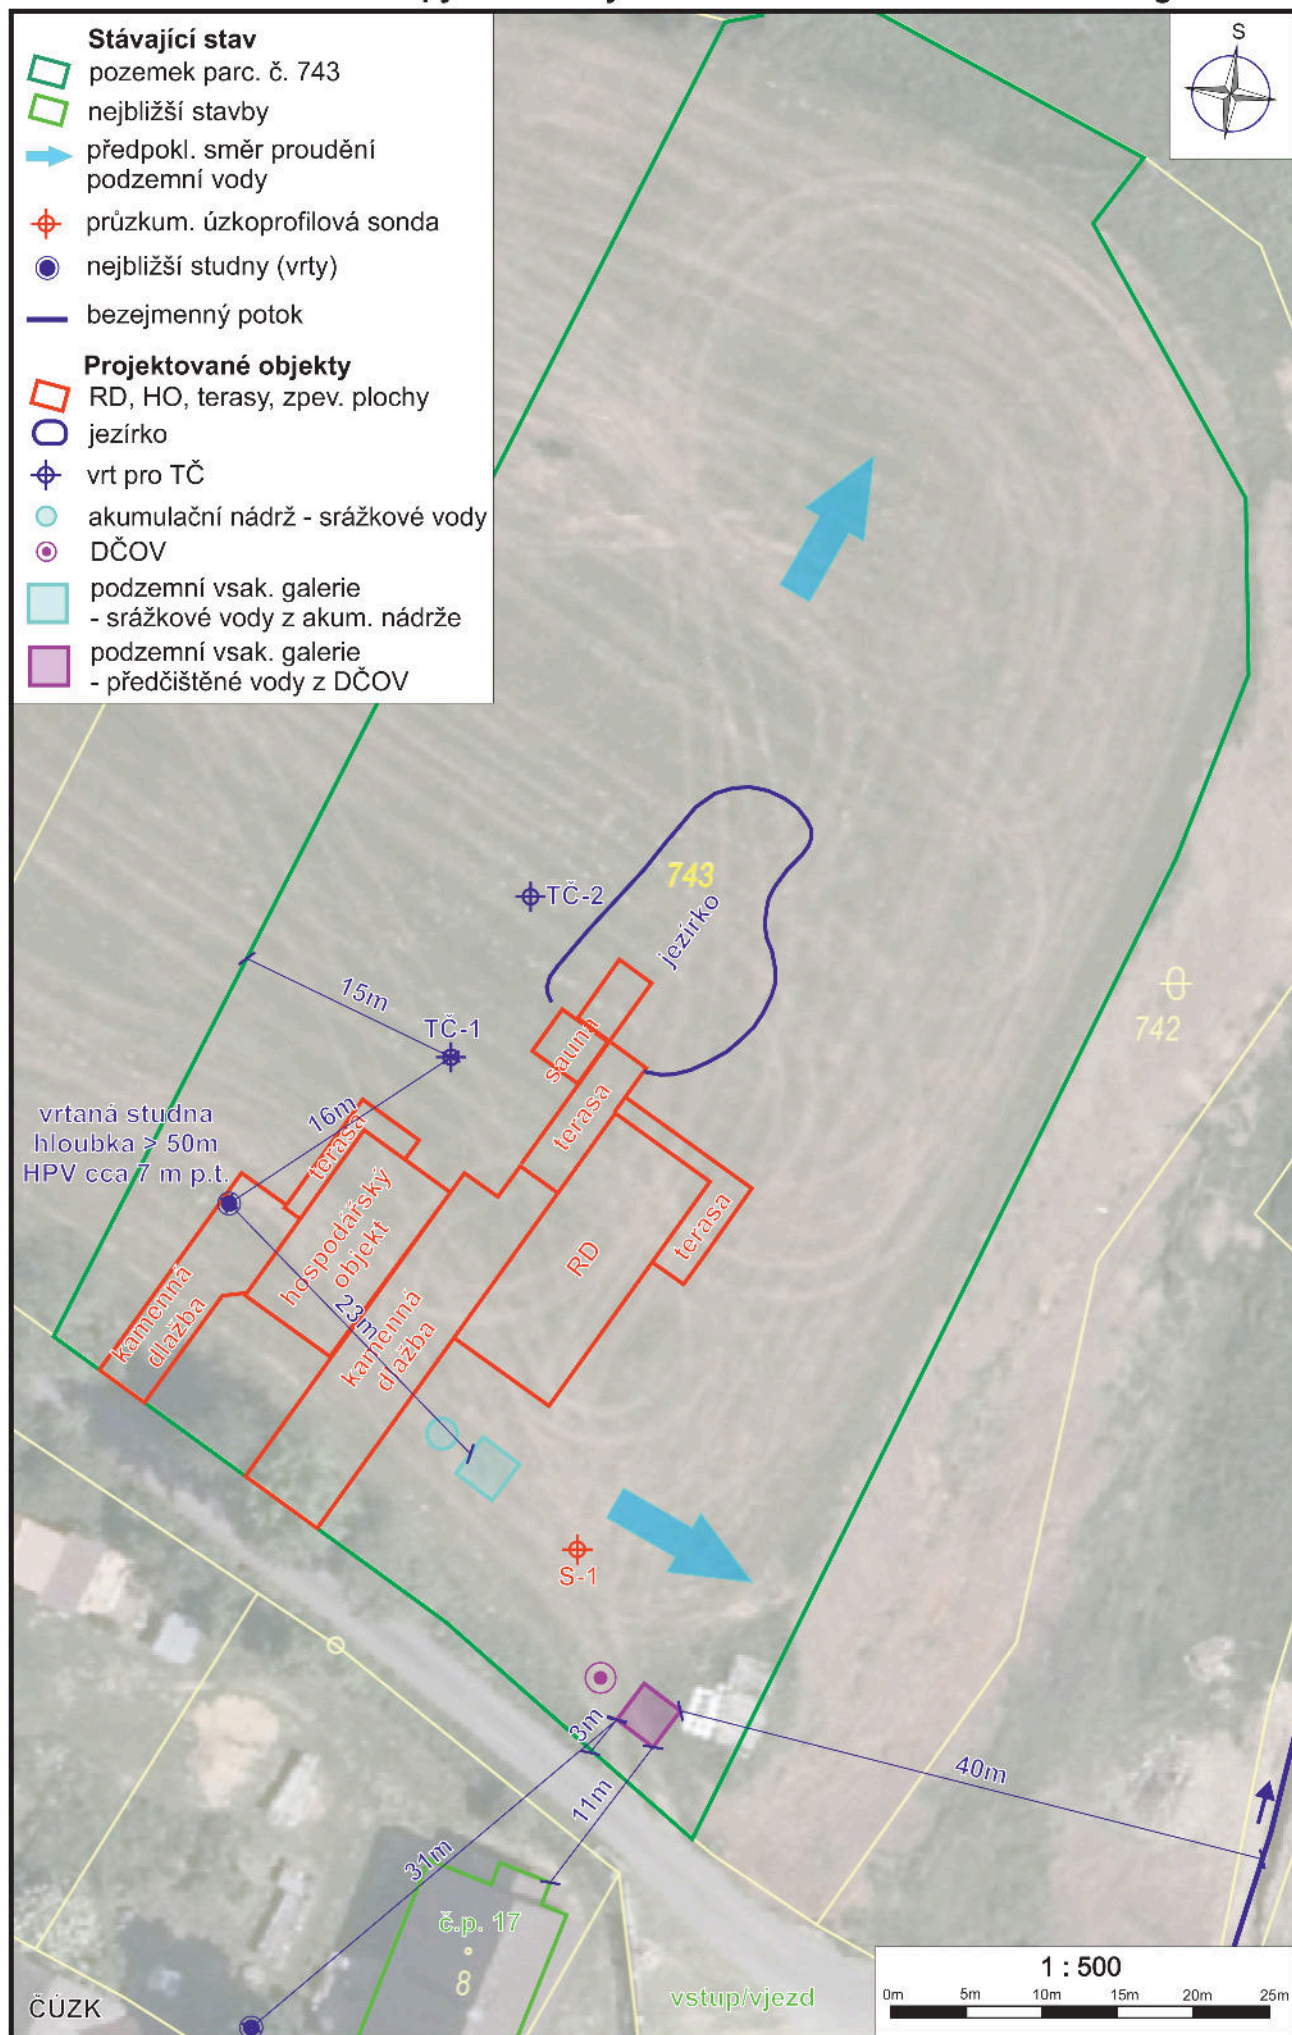 Stávající stav
pozemek parc. č. 743
nejbližší stavby
předpokl. směr proudění
podzemní vody
průzkum. úzkoprofilová sonda
nejbližší studny (vrty)
bezejmenný potok
Projektované objekty
RD, HO, terasy, zpev. plochy
jezírko
vrt pro TČ
akumulační nádrž - srážkové vody
DČOV
podzemní vsak. galerie
- srážkové vody z akum. nádrže
podzemní vsak. galerie
- předčištěné vody z DČOV
S
743
jezírko
TČ-2
15m
TČ-1
742
sauna
terasa
16m
vrtaná studna
hloubka > 50m
HPV cca 7 m p.t.
terasa
hospodářský
objekt
RD
terasa
kamenná
dlažba
23m
kamenná
dlažba
S-1
3m
40m
11m
31m
č.p. 17
8
vstup/vjezd
ČÚZK
1 : 500
0m 5m 10m 15m 20m 25m